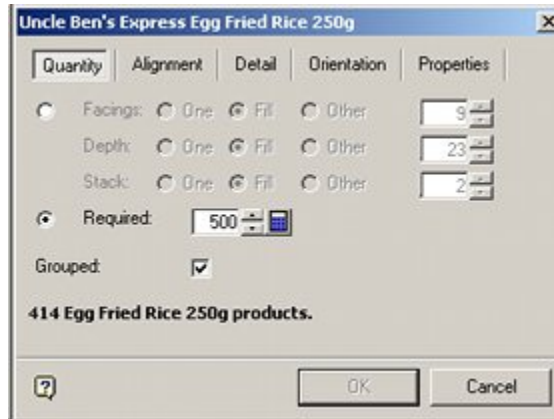 Uncle Ben's Express Egg Fried Rice 250g
Quantity Alignment Detail Orientation Properties
Facings: One Fill Other 9
Depth: One Fill Other 23
Stack: One Fill Other 2
Required: 500
Grouped:
414 Egg Fried Rice 250g products.
OK Cancel